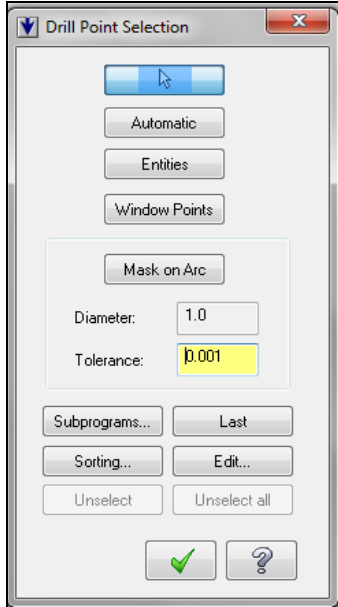 Drill Point Selection
Automatic
Entities
Window Points
Mask on Arc
Diameter: 1.0
Tolerance: 0.001
Subprograms... Last
Sorting... Edit...
Unselect Unselect all